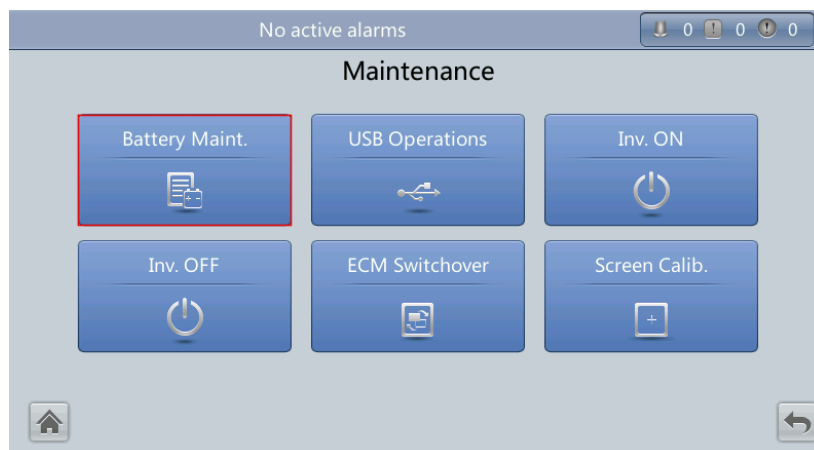 No active alarms
0 0 0
Maintenance
Battery Maint.
USB Operations
Inv. ON
Inv. OFF
ECM Switchover
Screen Calib.